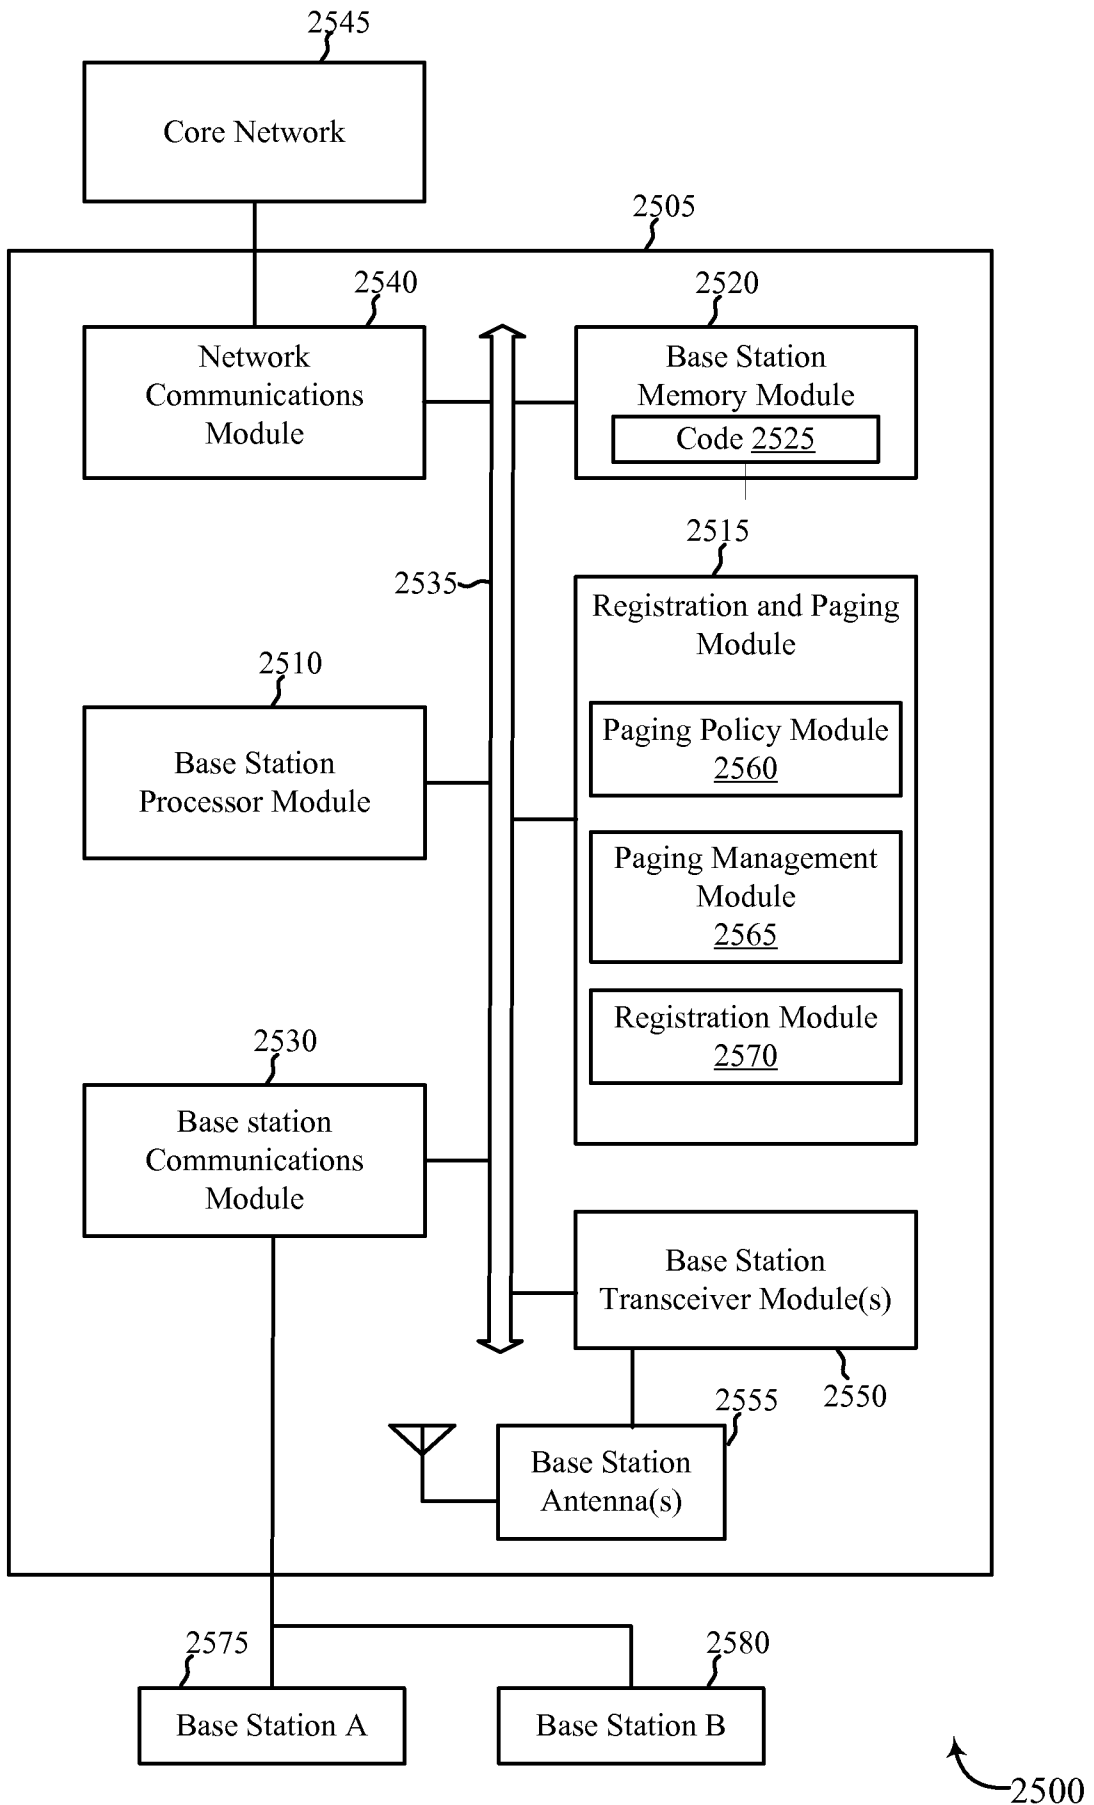 2545
Core Network
2505
2540
Network
Communications
Module
2520
Base Station
Memory Module
Code 2525
2515
2535
Registration and Paging
Module
2510
Base Station
Processor Module
Paging Policy Module
2560
Paging Management
Module
2565
Registration Module
2570
2530
Base station
Communications
Module
Base Station
Transceiver Module(s)
2550
2555
Base Station
Antenna(s)
2575
Base Station A
2580
Base Station B
2500